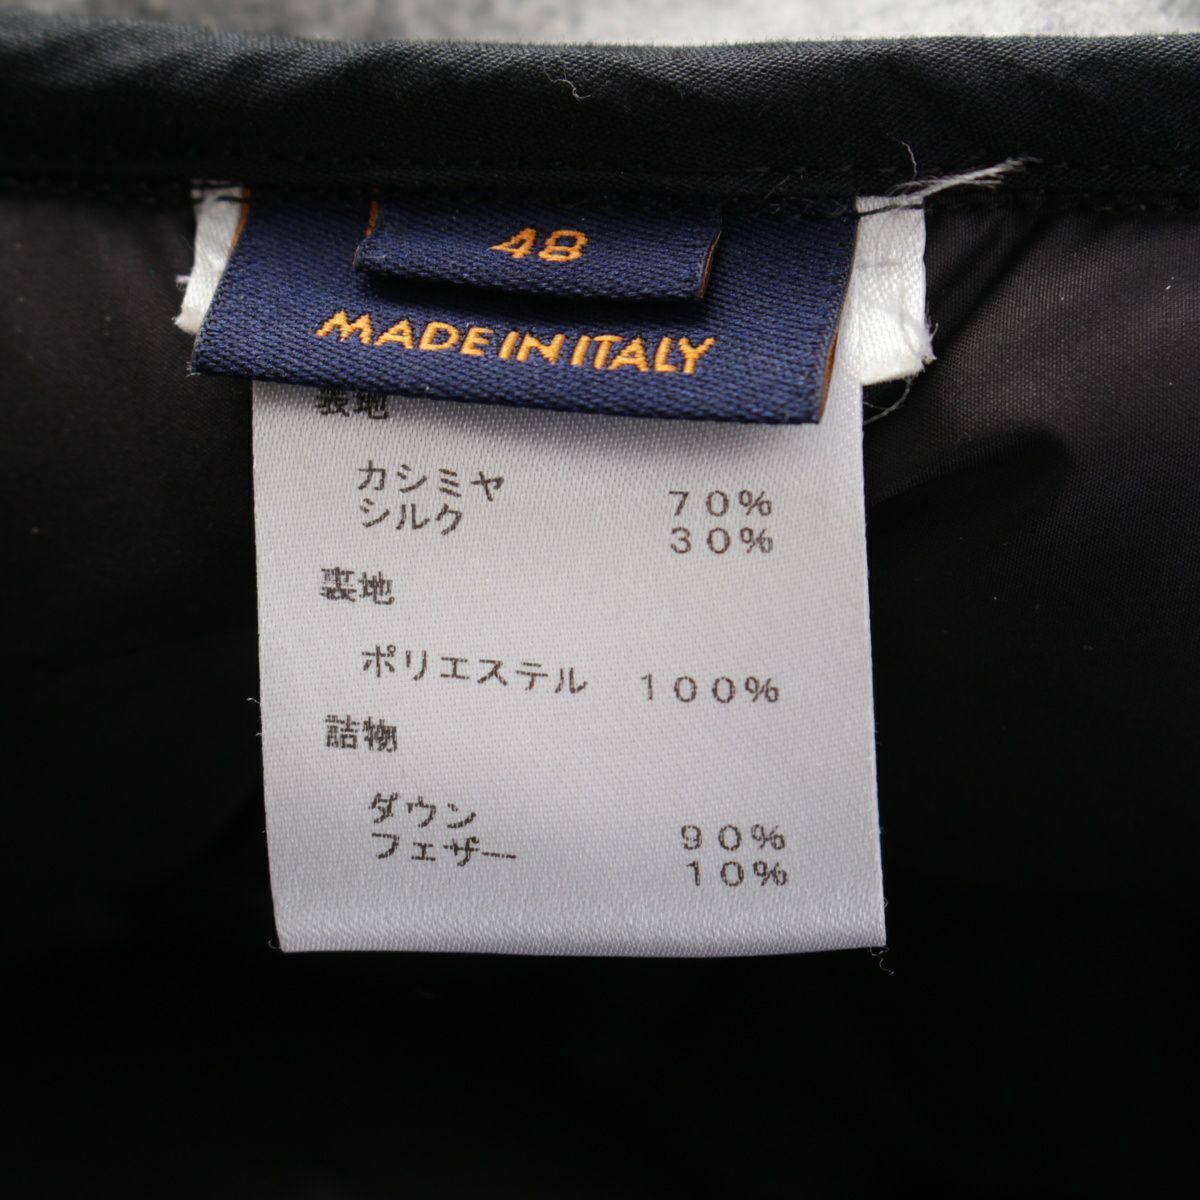 48
MADE IN ITALY
表地
カシミヤ 70%
シルク 30%
裏地
ポリエステル 100%
詰物
ダウン 90%
フェザー 10%